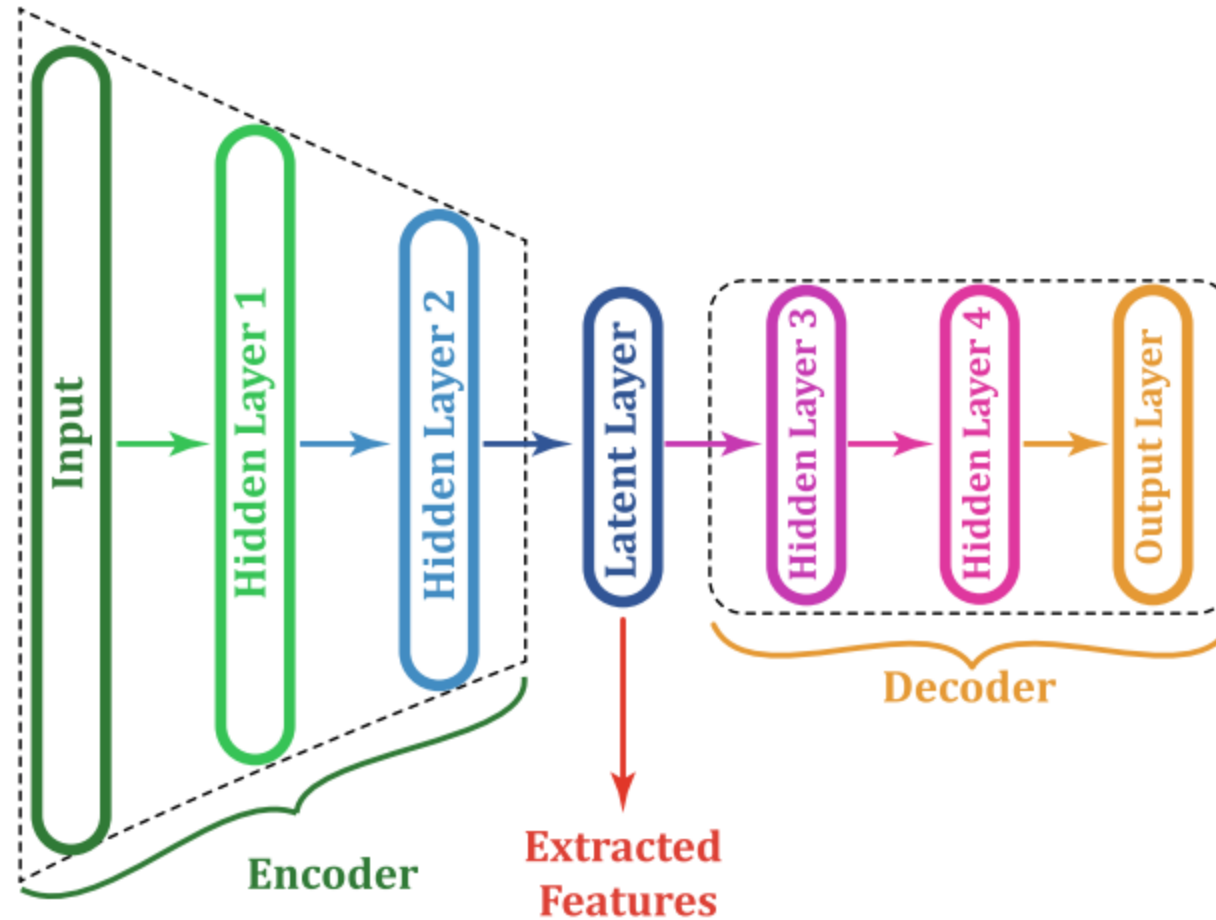 Input
Hidden Layer 1
Hidden Layer 2
Latent Layer
Hidden Layer 3
Hidden Layer 4
Output Layer
Decoder
Encoder
Extracted
Features